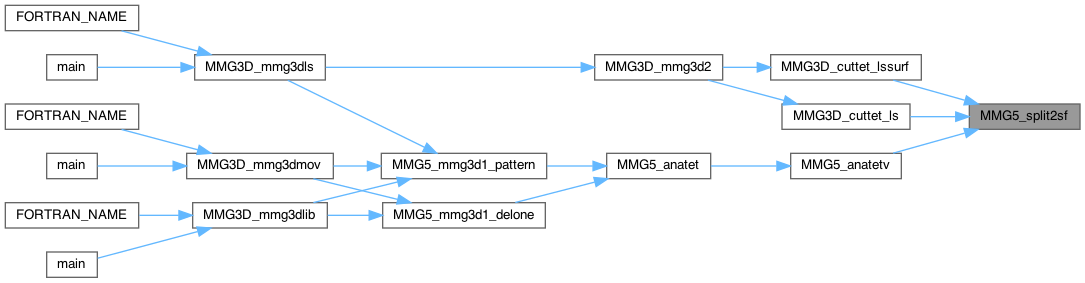 FORTRAN_NAME
main
MMG3D_mmg3dls
MMG3D_mmg3d2
MMG3D_cuttet_lssurf
FORTRAN_NAME
MMG3D_cuttet_ls
MMG5_split2sf
main
MMG3D_mmg3dmov
MMG5_mmg3d1_pattern
MMG5_anatet
MMG5_anatetv
FORTRAN_NAME
MMG3D_mmg3dlib
MMG5_mmg3d1_delone
main